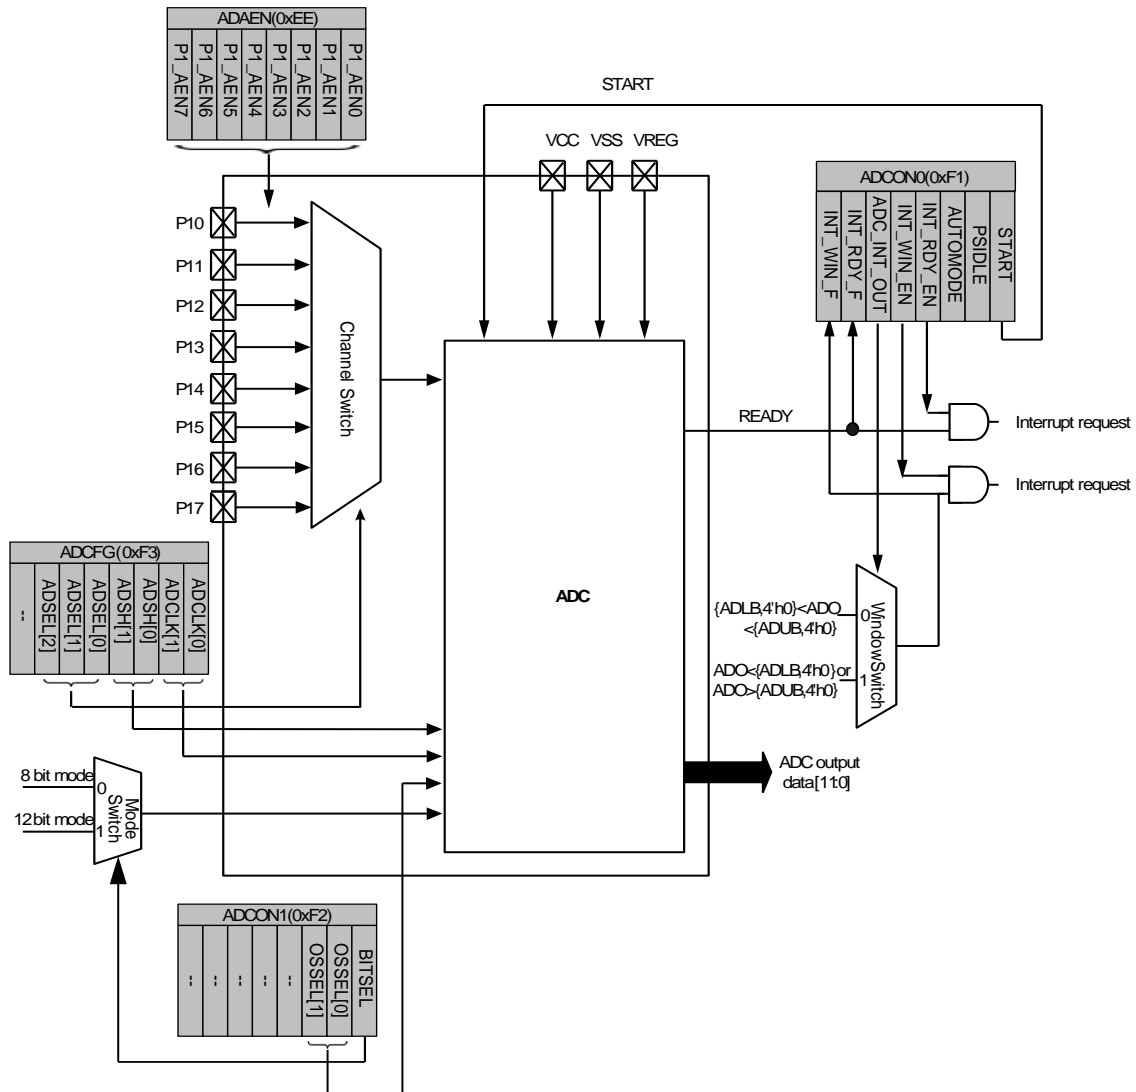 ADAEN(0xEE)
P1_AEN7
P1_AEN6
P1_AEN5
P1_AEN4
P1_AEN3
P1_AEN2
P1_AEN1
P1_AEN0
START
VCC
VSS
VREG
ADCON0(0xF1)
INT_WIN_F
INT_RDY_F
ADC_INT_OUT
INT_WIN_EN
INT_RDY_EN
AUTOMODE
PSIDLE
START
P10
P11
P12
P13
P14
P15
P16
P17
Channel Switch
READY
Interrupt request
Interrupt request
ADCFG(0xF3)
--
ADSEL[2]
ADSEL[1]
ADSEL[0]
ADSH[1]
ADSH[0]
ADCLK[1]
ADCLK[0]
ADC
{ADLB,4'h0}<ADO
<{ADUB,4'h0}
0
ADO<{ADLB,4'h0} or
ADO>{ADUB,4'h0}
1
WindowSwitch
ADC output
data[11:0]
8 bit mode
0
12 bit mode
1
Mode
Switch
ADCON1(0xF2)
--
--
--
--
--
OSSEL[1]
OSSEL[0]
BITSEL